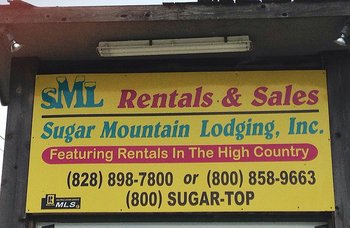 SML Rentals & Sales
Sugar Mountain Lodging, Inc.
Featuring Rentals In The High Country
(828) 898-7800 or (800) 858-9663
(800) SUGAR-TOP
MLS